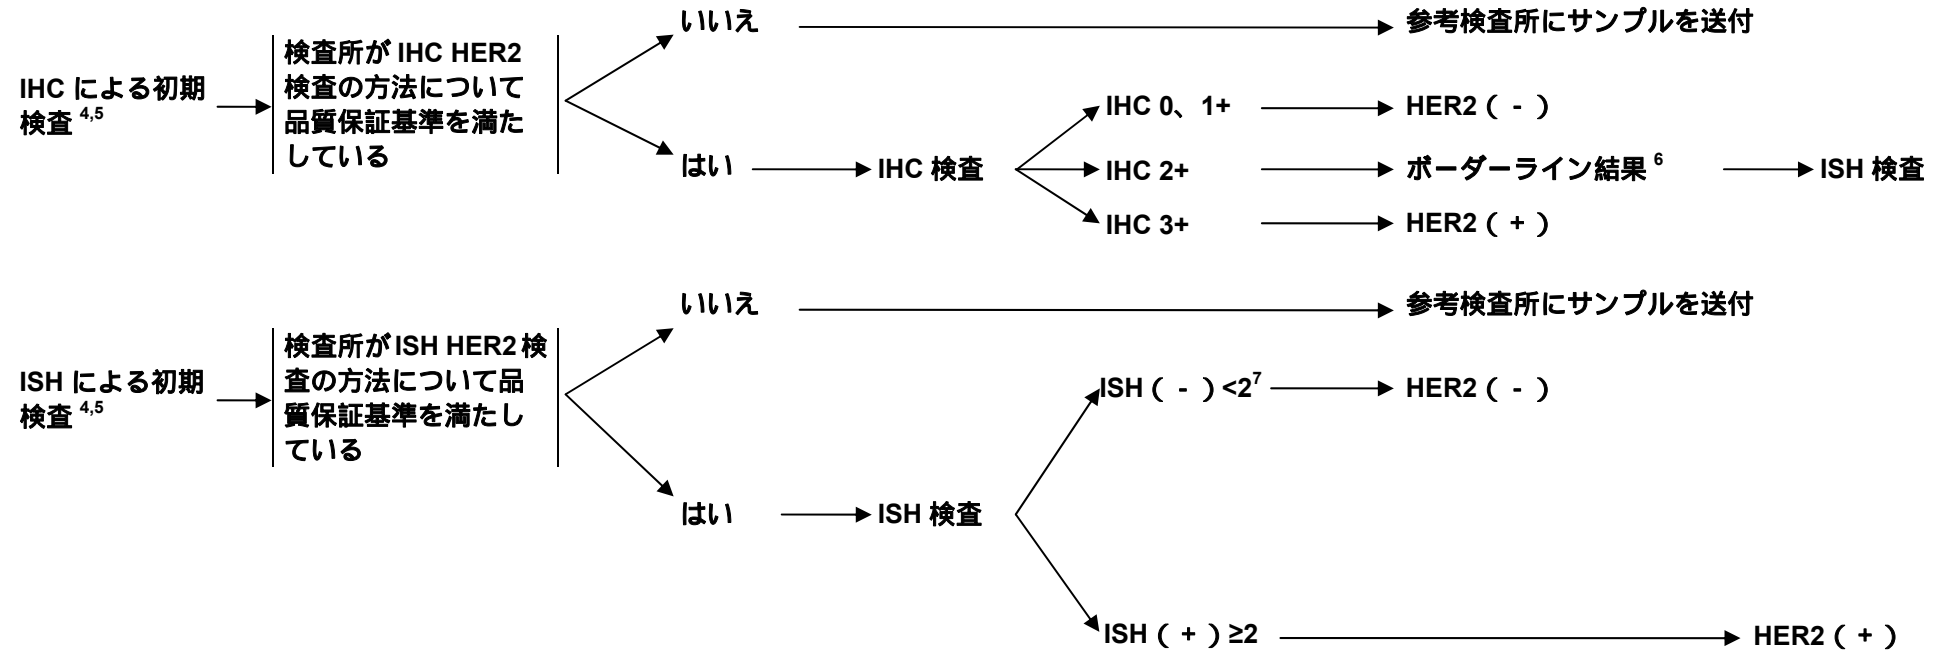 いいえ
参考検査所にサンプルを送付
IHC による初期
検査 4,5
検査所が IHC HER2
検査の方法について
品質保証基準を満た
している
はい
IHC 検査
IHC 0、1+
HER2（ - ）
IHC 2+
ボーダーライン結果 6
ISH 検査
IHC 3+
HER2（ + ）
いいえ
参考検査所にサンプルを送付
ISH による初期
検査 4,5
検査所が ISH HER2 検
査の方法について品
質保証基準を満たし
ている
はい
ISH 検査
ISH（ - ）<2 7
HER2（ - ）
ISH（ + ）≥2
HER2（ + ）